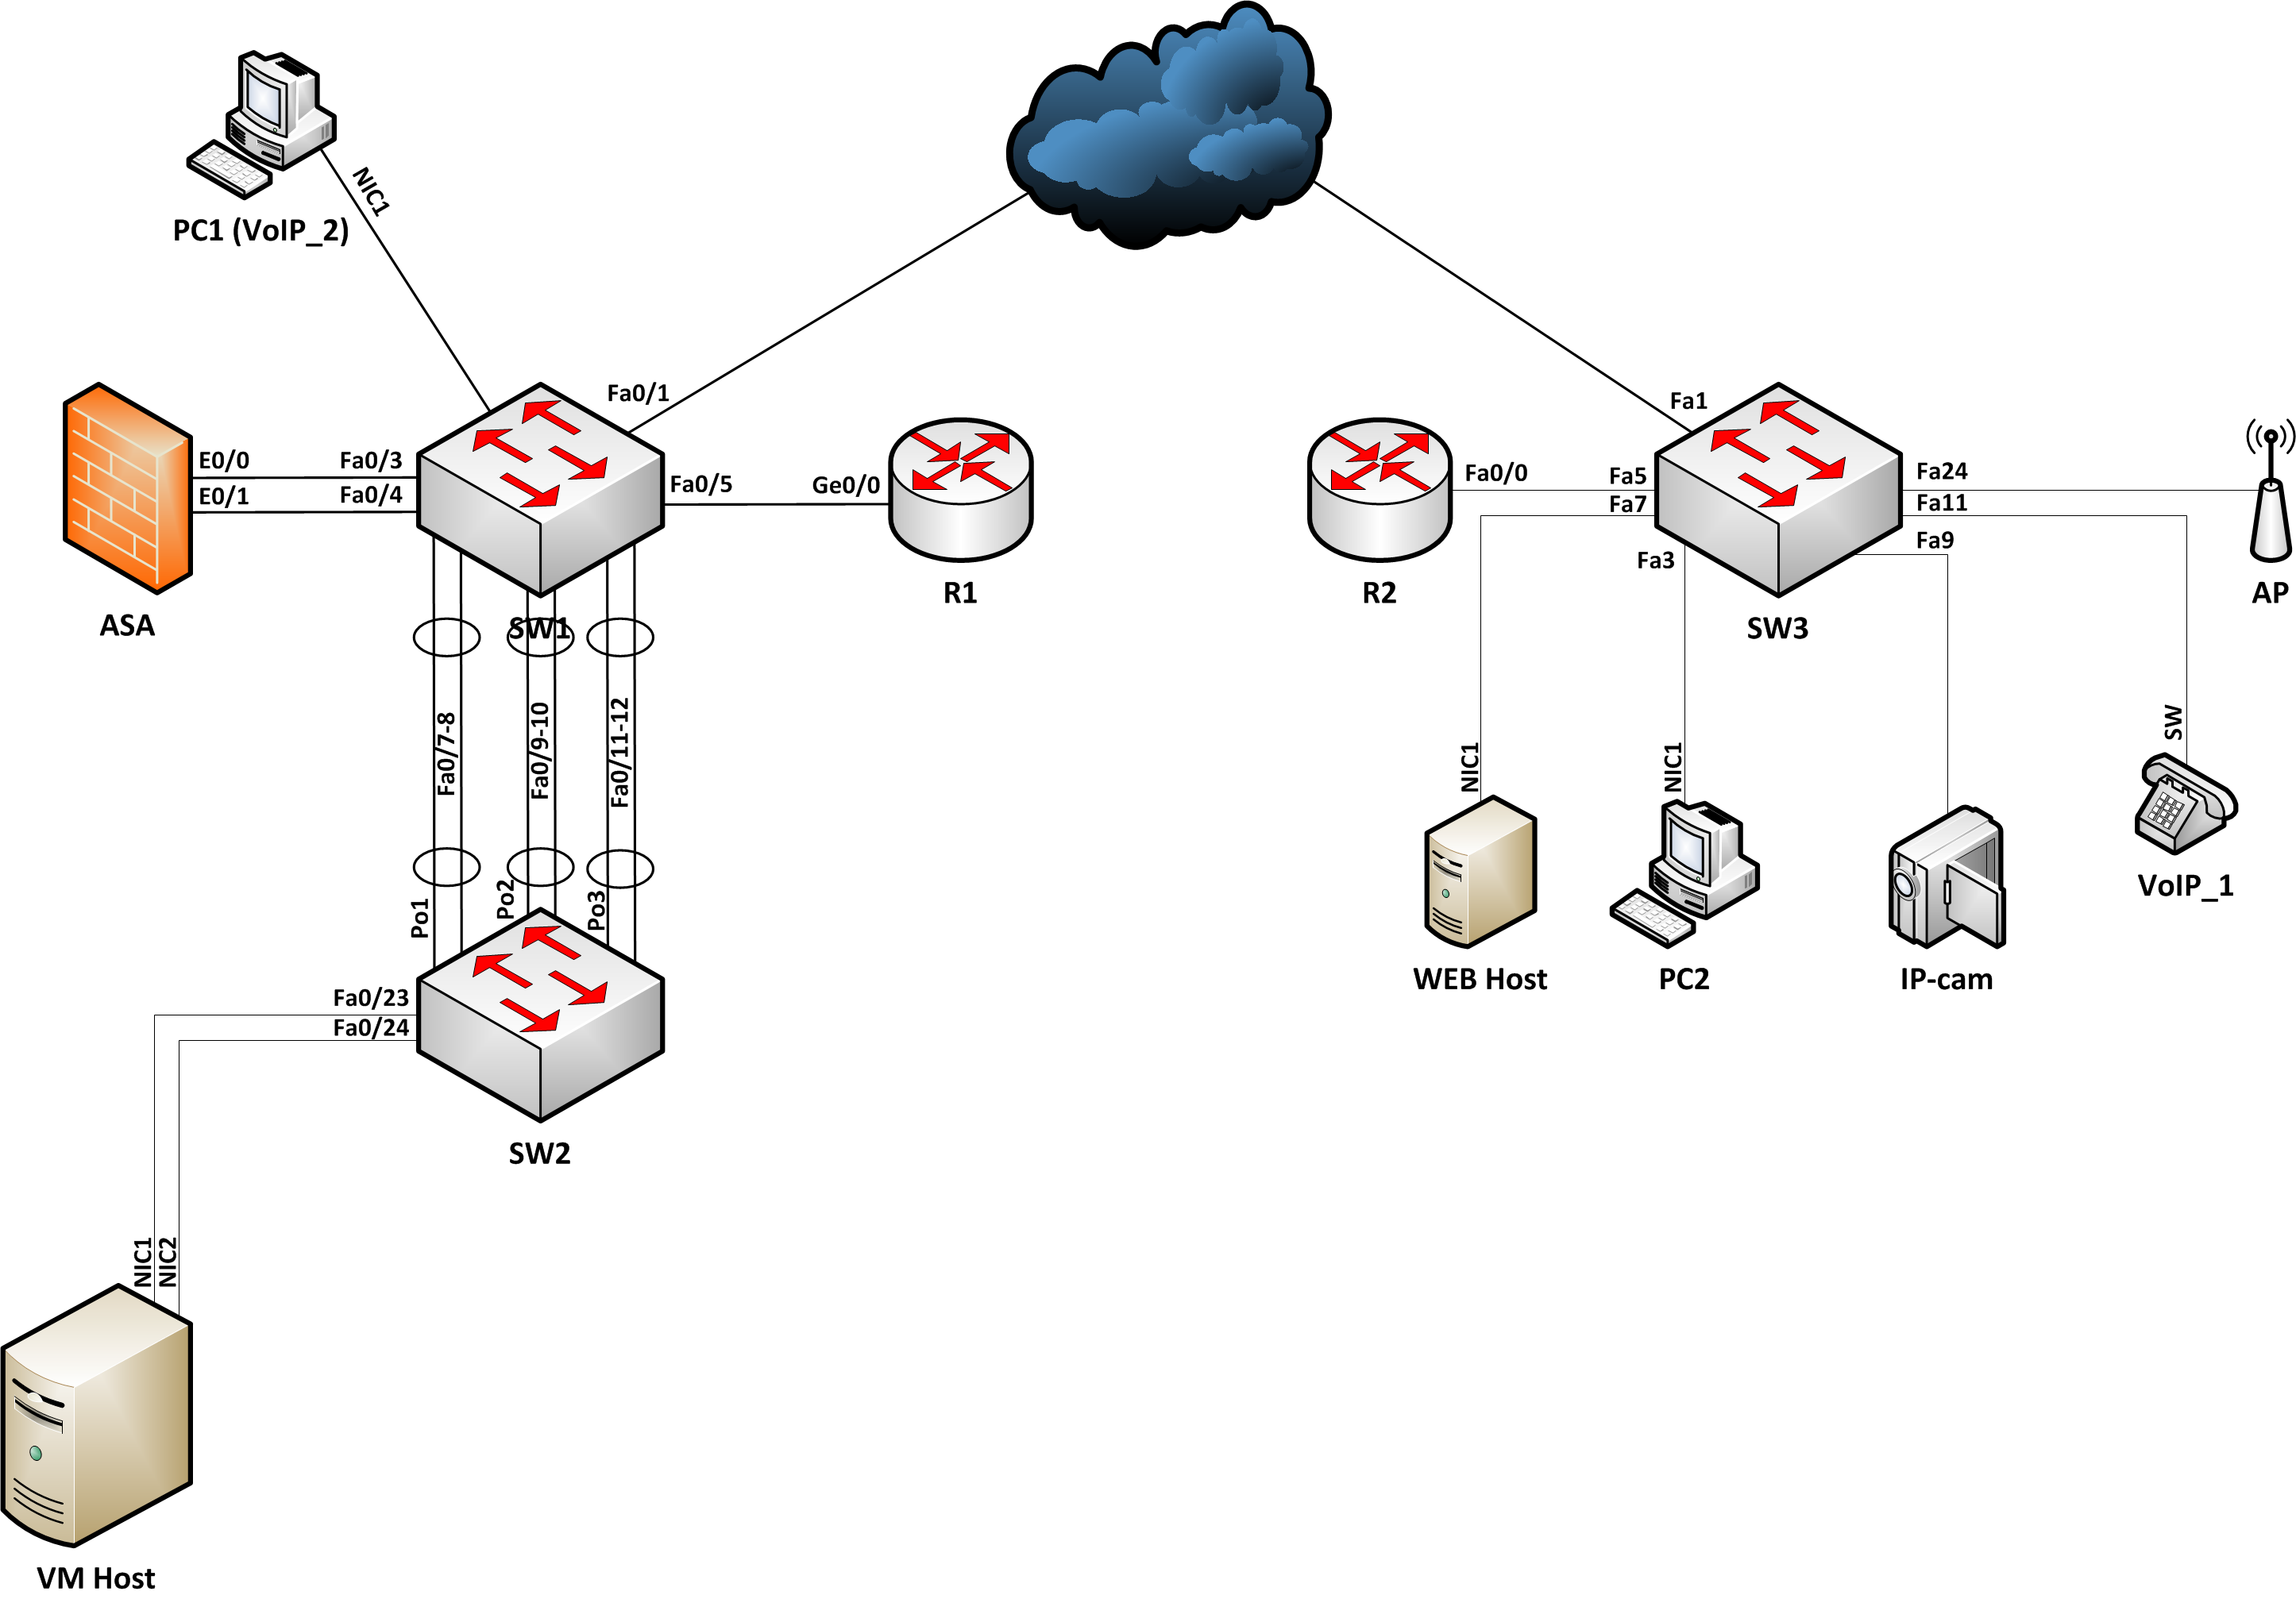 NIC1
PC1 (VoIP_2)
Fa0/1
Fa1
E0/0
Fa0/3
E0/1
Fa0/4
Fa0/5
Ge0/0
Fa0/0
Fa5
Fa7
Fa3
Fa24
Fa11
Fa9
ASA
SW1
R1
R2
SW3
AP
Fa0/7-8
Fa0/9-10
Fa0/11-12
NIC1
NIC1
SW
Po1
Po2
Po3
VoIP_1
WEB Host
PC2
IP-cam
Fa0/23
Fa0/24
SW2
NIC1
NIC2
VM Host